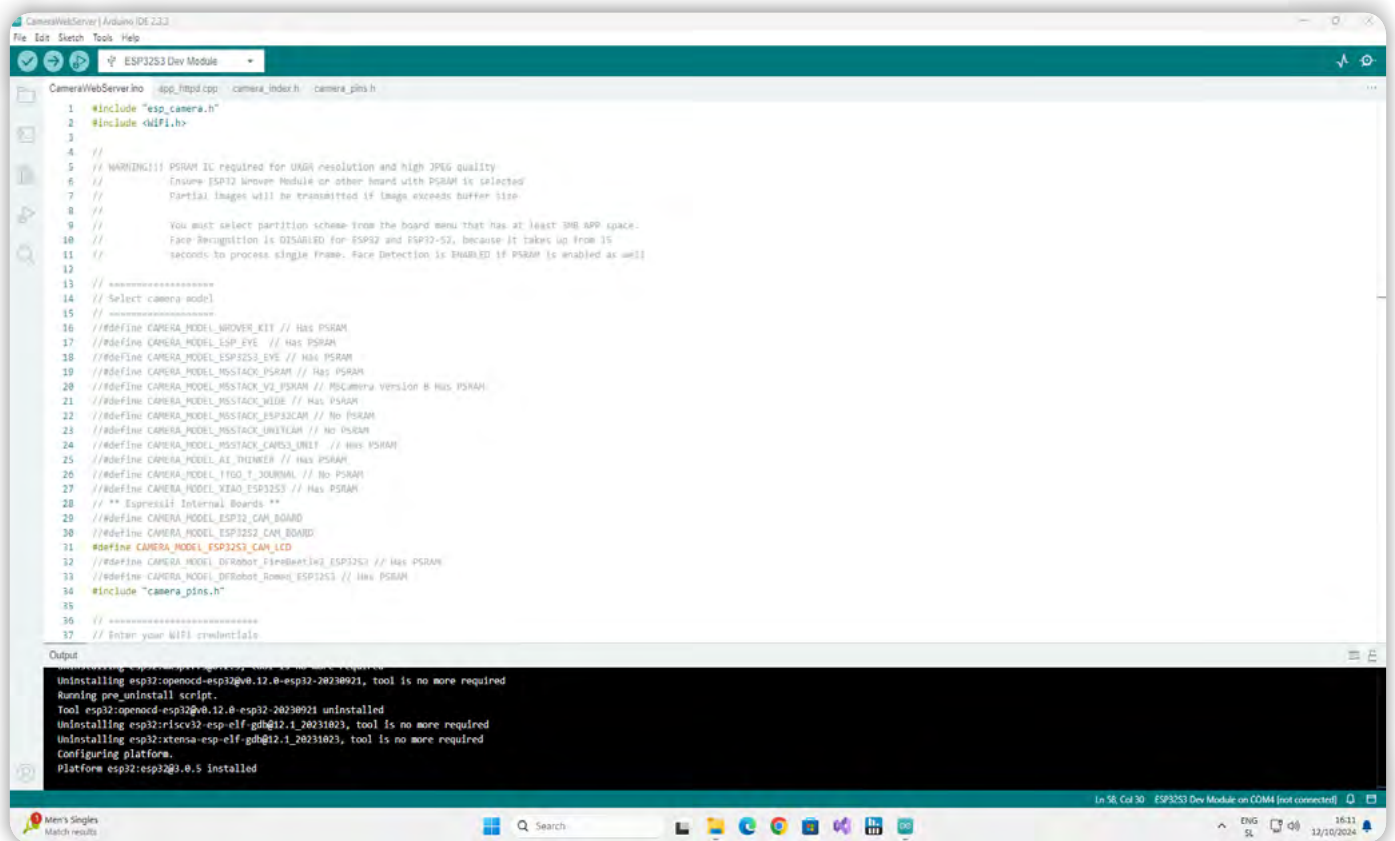 CameraWebServer | Arduino IDE 2.3.3
File Edit Sketch Tools Help
ESP32S3 Dev Module
CameraWebServer.ino app_httpd.cpp camera_index.h camera_pins.h
1 #include "esp_camera.h"
2 #include <WiFi.h>
3
4 //
5 // WARNING!!! PSRAM IC required for UXGA resolution and high JPEG quality
6 // Ensure ESP32 Wrover Module or other board with PSRAM is selected
7 // Partial images will be transmitted if image exceeds buffer size
8 //
9 // You must select partition scheme from the board menu that has at least 3MB APP space.
10 // Face Recognition is DISABLED for ESP32 and ESP32-S2, because it takes up from 15
11 // seconds to process single frame. Face Detection is ENABLED if PSRAM is enabled as well
12
13 // ===================
14 // Select camera model
15 // ===================
16 //#define CAMERA_MODEL_WROVER_KIT // Has PSRAM
17 //#define CAMERA_MODEL_ESP_EYE // Has PSRAM
18 //#define CAMERA_MODEL_ESP32S3_EYE // Has PSRAM
19 //#define CAMERA_MODEL_M5STACK_PSRAM // Has PSRAM
20 //#define CAMERA_MODEL_M5STACK_V2_PSRAM // M5Camera version B Has PSRAM
21 //#define CAMERA_MODEL_M5STACK_WIDE // Has PSRAM
22 //#define CAMERA_MODEL_M5STACK_ESP32CAM // No PSRAM
23 //#define CAMERA_MODEL_M5STACK_UNITCAM // No PSRAM
24 //#define CAMERA_MODEL_M5STACK_CAMS3_UNIT // Has PSRAM
25 //#define CAMERA_MODEL_AI_THINKER // Has PSRAM
26 //#define CAMERA_MODEL_TTGO_T_JOURNAL // No PSRAM
27 //#define CAMERA_MODEL_XIAO_ESP32S3 // Has PSRAM
28 // ** Espressif Internal Boards **
29 //#define CAMERA_MODEL_ESP32_CAM_BOARD
30 //#define CAMERA_MODEL_ESP32S2_CAM_BOARD
31 #define CAMERA_MODEL_ESP32S3_CAM_LCD
32 //#define CAMERA_MODEL_DFRobot_FireBeetle2_ESP32S3 // Has PSRAM
33 //#define CAMERA_MODEL_DFRobot_Romeo_ESP32S3 // Has PSRAM
34 #include "camera_pins.h"
35
36 // ===========================
37 // Enter your WiFi credentials
Output
Uninstalling esp32:openocd-esp32@v0.12.0-esp32-20230921, tool is no more required
Running pre_uninstall script.
Tool esp32:openocd-esp32@v0.12.0-esp32-20230921 uninstalled
Uninstalling esp32:riscv32-esp-elf-gdb@12.1_20231023, tool is no more required
Uninstalling esp32:xtensa-esp-elf-gdb@12.1_20231023, tool is no more required
Configuring platform.
Platform esp32:esp32@3.0.5 installed
Ln 58, Col 30 ESP32S3 Dev Module on COM4 [not connected]
1 Men's Singles
Match results
Search
ENG
SL
16:11
12/10/2024